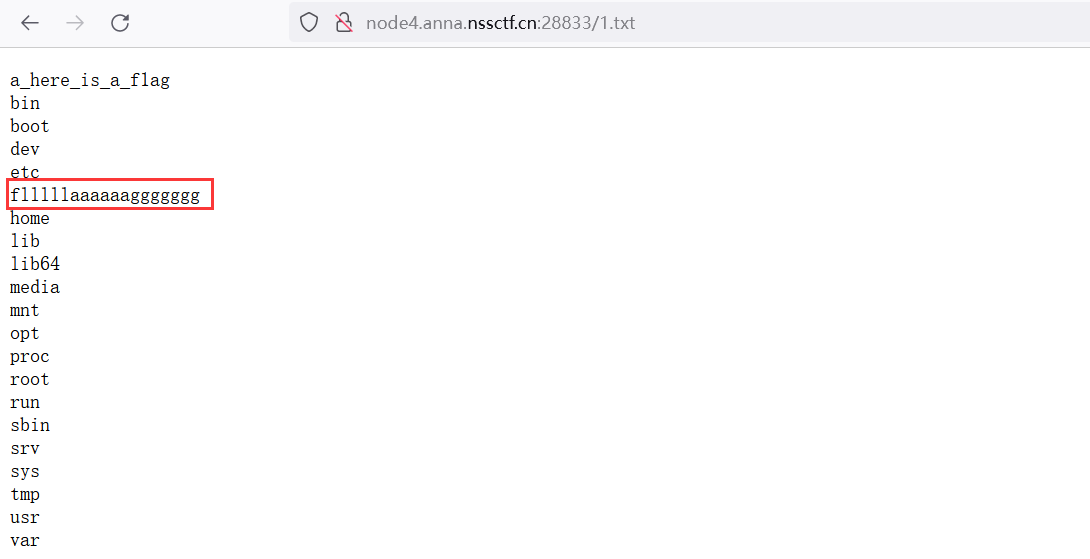 node4.anna.nssctf.cn:28833/1.txt
a_here_is_a_flag
bin
boot
dev
etc
flllllaaaaaaggggggg
home
lib
lib64
media
mnt
opt
proc
root
run
sbin
srv
sys
tmp
usr
var